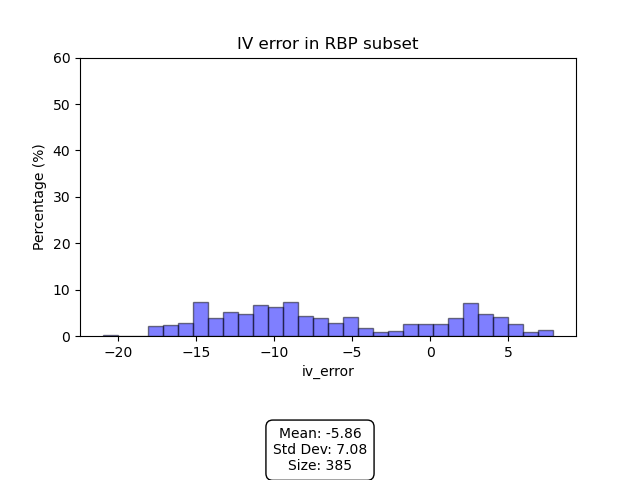 IV error in RBP subset
60
50
40
30
20
10
0
Percentage (%)
−20 −15 −10 −5 0 5
iv_error
Mean: -5.86
Std Dev: 7.08
Size: 385